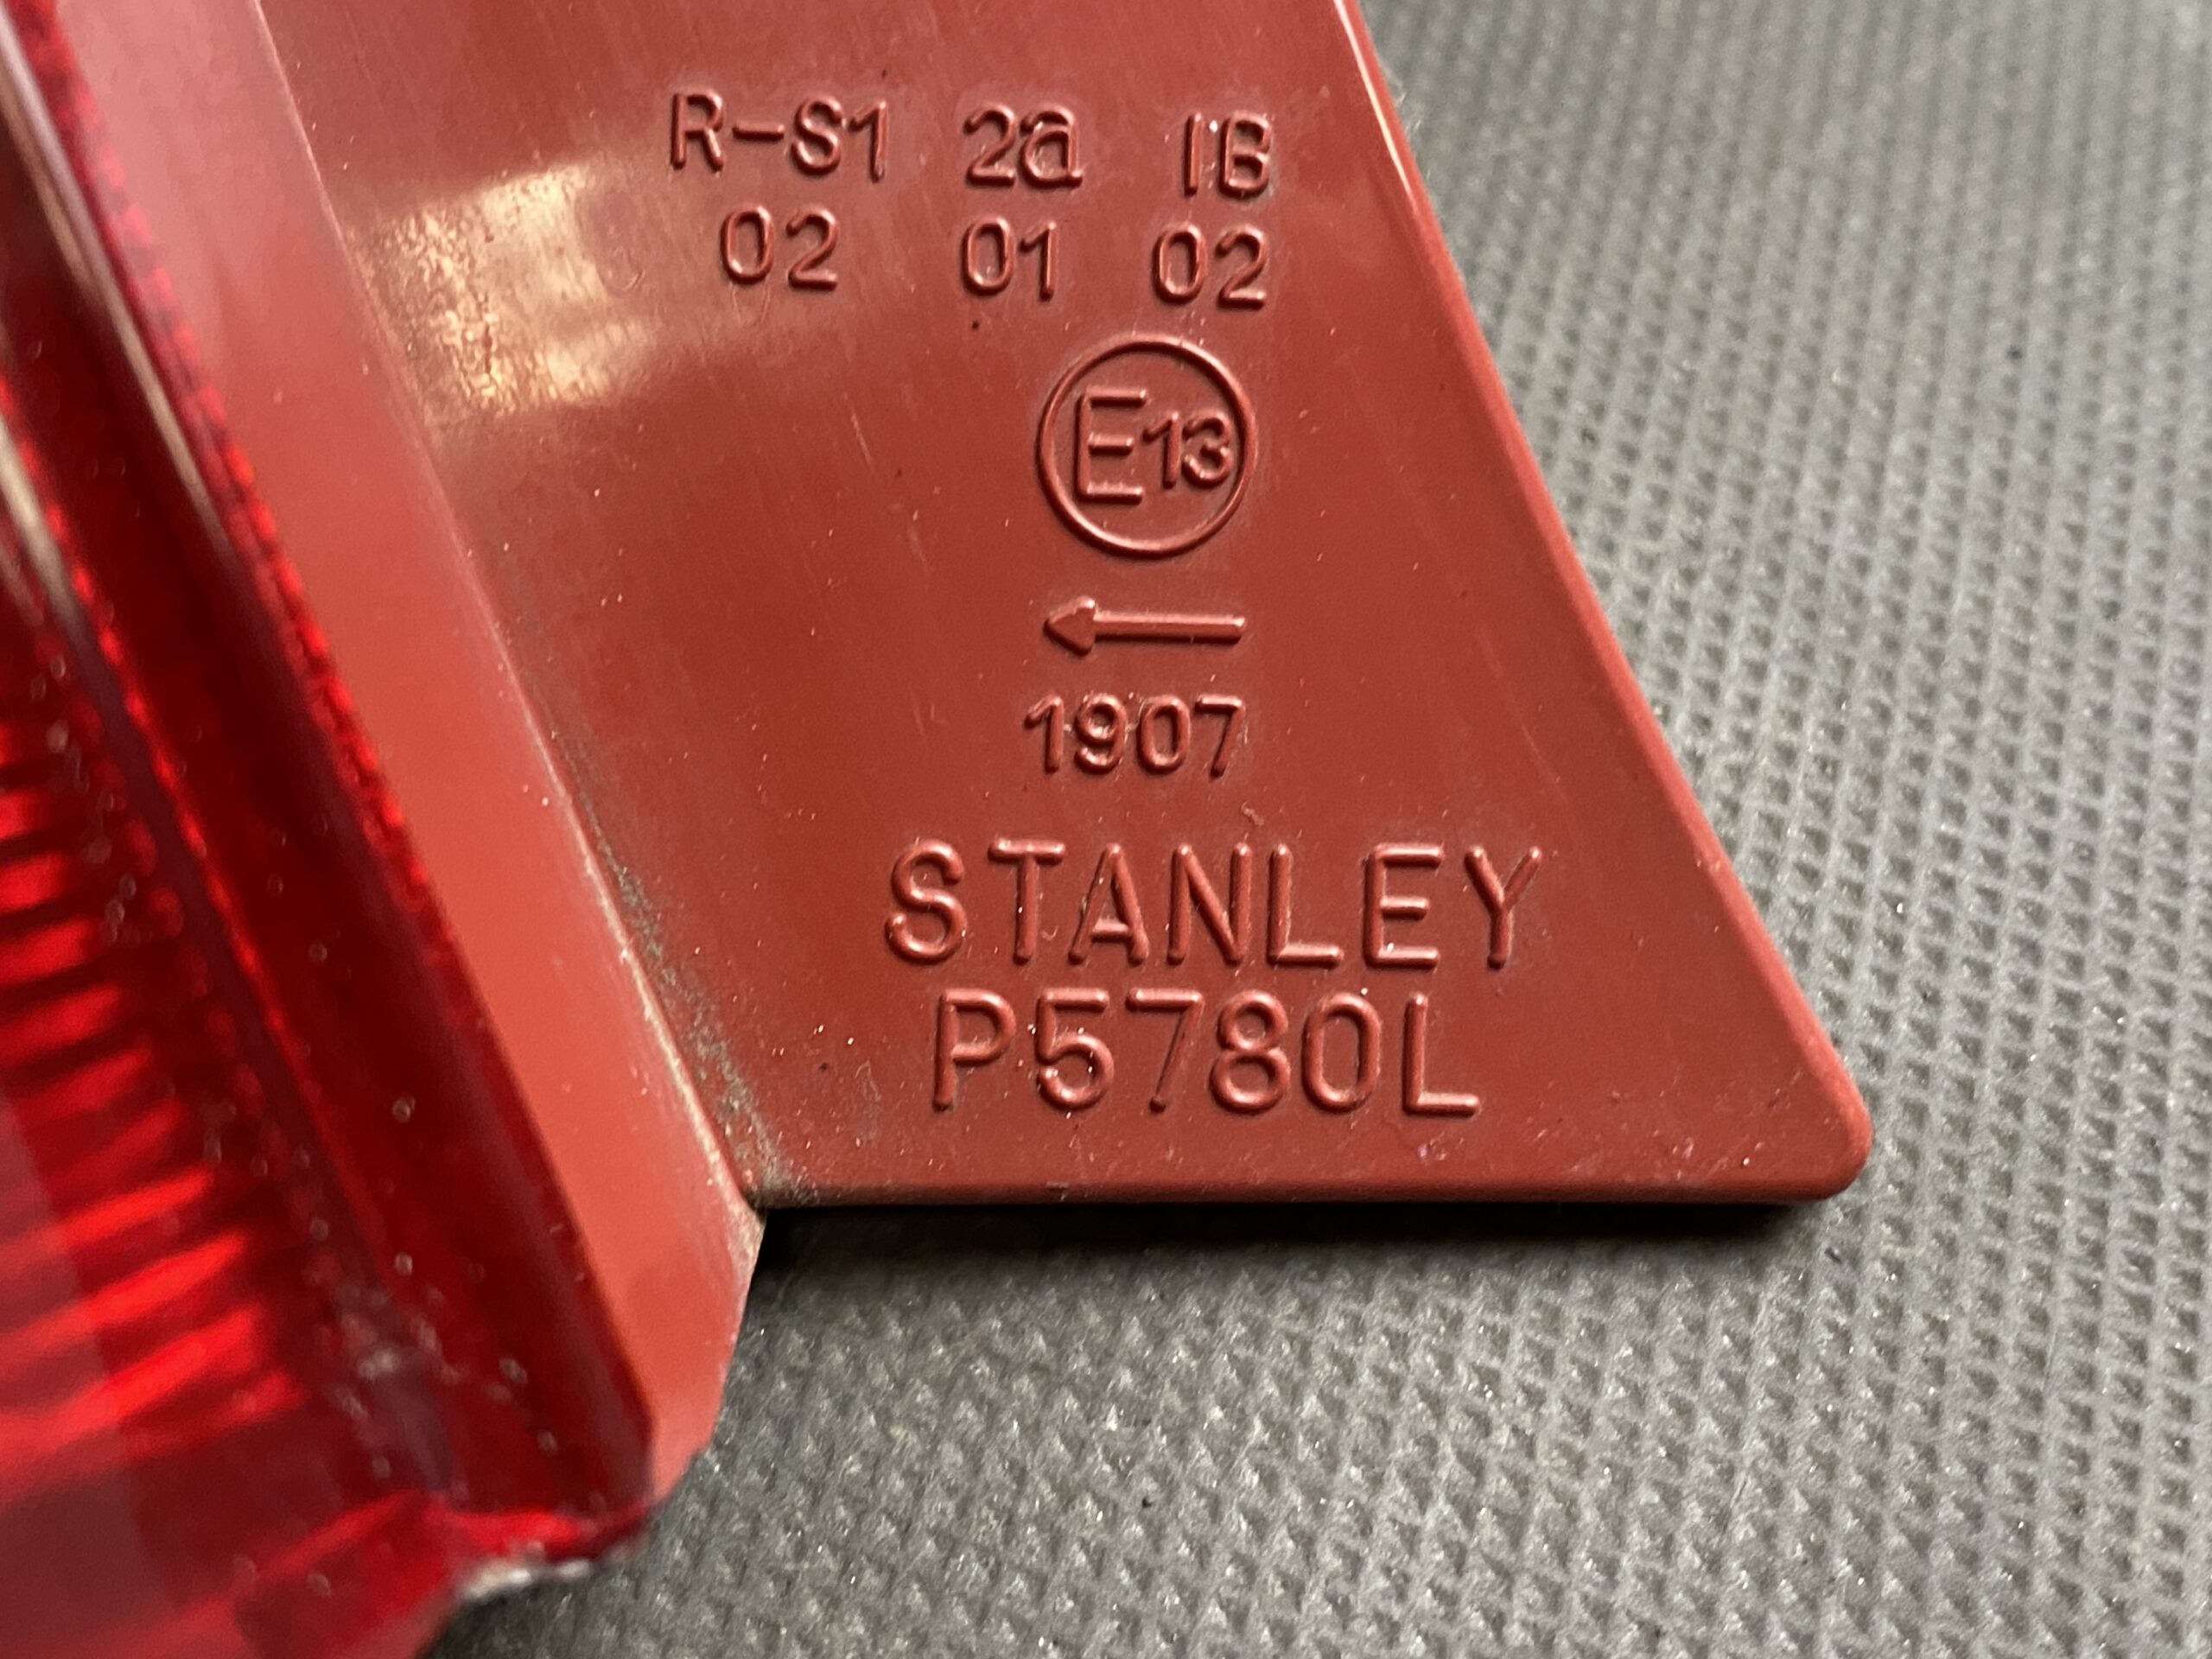 R-S1 2a IB
02 01 02
E13
←
1907
STANLEY
P5780L